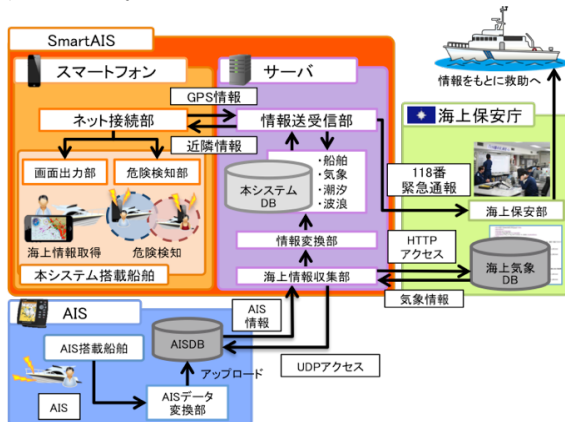 SmartAIS
スマートフォン
サーバ
GPS情報
ネット接続部
情報送受信部
近隣情報
画面出力部
危険検知部
海上情報取得
危険検知
本システム搭載船舶
本システム
DB
・船舶
・気象
・潮汐
・波浪
情報変換部
海上情報収集部
情報をもとに救助へ
海上保安庁
118番
緊急通報
海上保安部
HTTP
アクセス
海上気象
DB
気象情報
AIS
AIS
情報
AISDB
AIS搭載船舶
アップロード
UDPアクセス
AIS
AISデータ
変換部